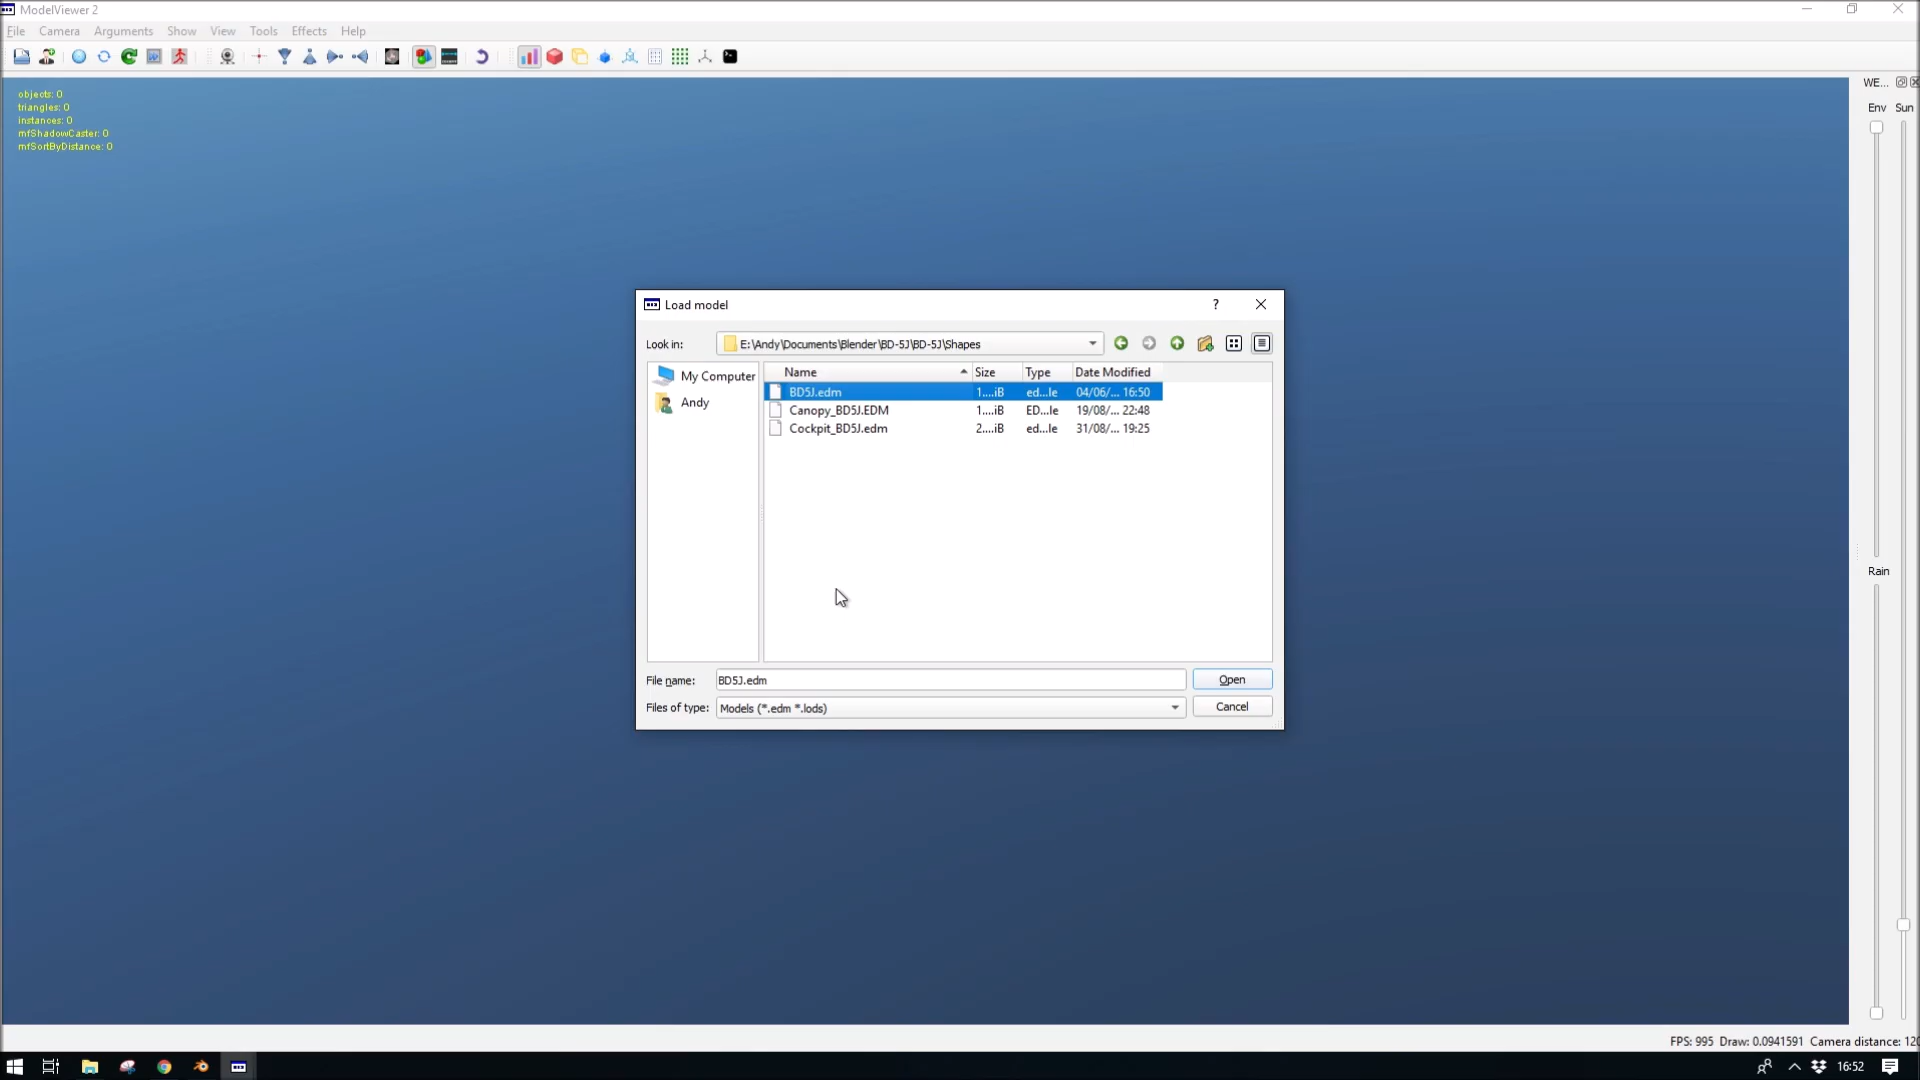 ModelViewer 2
File Camera Arguments Show View Tools Effects Help
objects: 0
triangles: 0
instances: 0
mfShadowCaster: 0
mfSortByDistance: 0
WE...
Env Sun
Rain
Load model
Look in: E:\Andy\Documents\Blender\BD-5J\BD-5J\Shapes
My Computer
Andy
Name Size Type Date Modified
BD5J.edm 1....iB ed...le 04/06/... 16:50
Canopy_BD5J.EDM 1....iB ED...le 19/08/... 22:48
Cockpit_BD5J.edm 2....iB ed...le 31/08/... 19:25
File name: BD5J.edm Open
Files of type: Models (*.edm *.lods) Cancel
FPS: 995 Draw: 0.0941591 Camera distance: 120
16:52